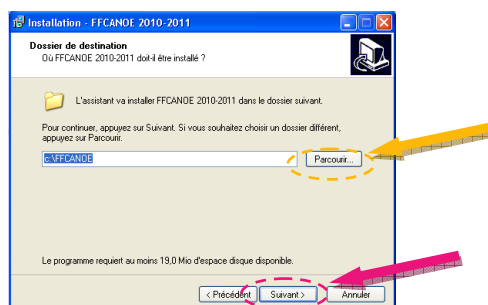 Installation - FFCANOE 2010-2011
Dossier de destination
Où FFCANOE 2010-2011 doit-il être installé ?
L'assistant va installer FFCANOE 2010-2011 dans le dossier suivant.
Pour continuer, appuyez sur Suivant. Si vous souhaitez choisir un dossier différent,
appuyez sur Parcourir.
c:\FFCANOE
Parcourir...
Le programme requiert au moins 19,0 Mio d'espace disque disponible.
< Précédent
Suivant >
Annuler